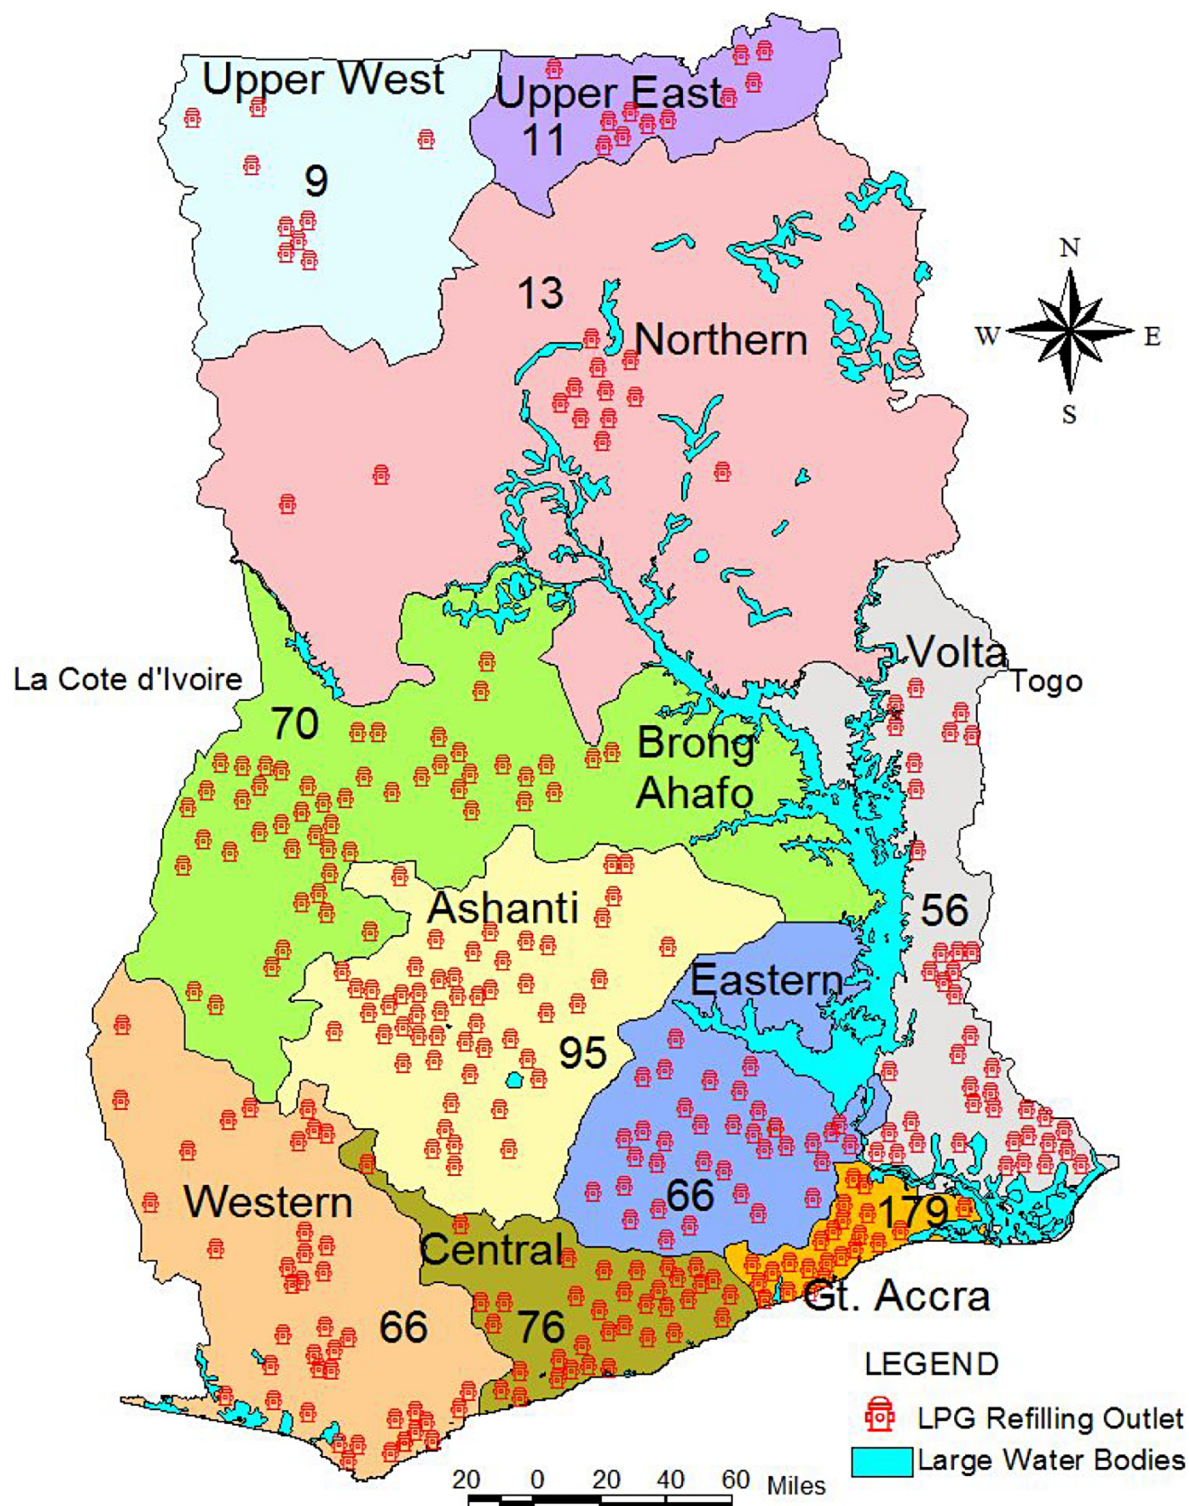 Upper West
Upper East
11
9
N
13
W
E
Northern
S
Volta
La Cote d'Ivoire
Togo
70
Brong
Ahafo
Ashanti
56
Eastern
95
66
Western
179
Central
Gt. Accra
66
76
LEGEND
LPG Refilling Outlet
Large Water Bodies
20 0 20 40 60 Miles